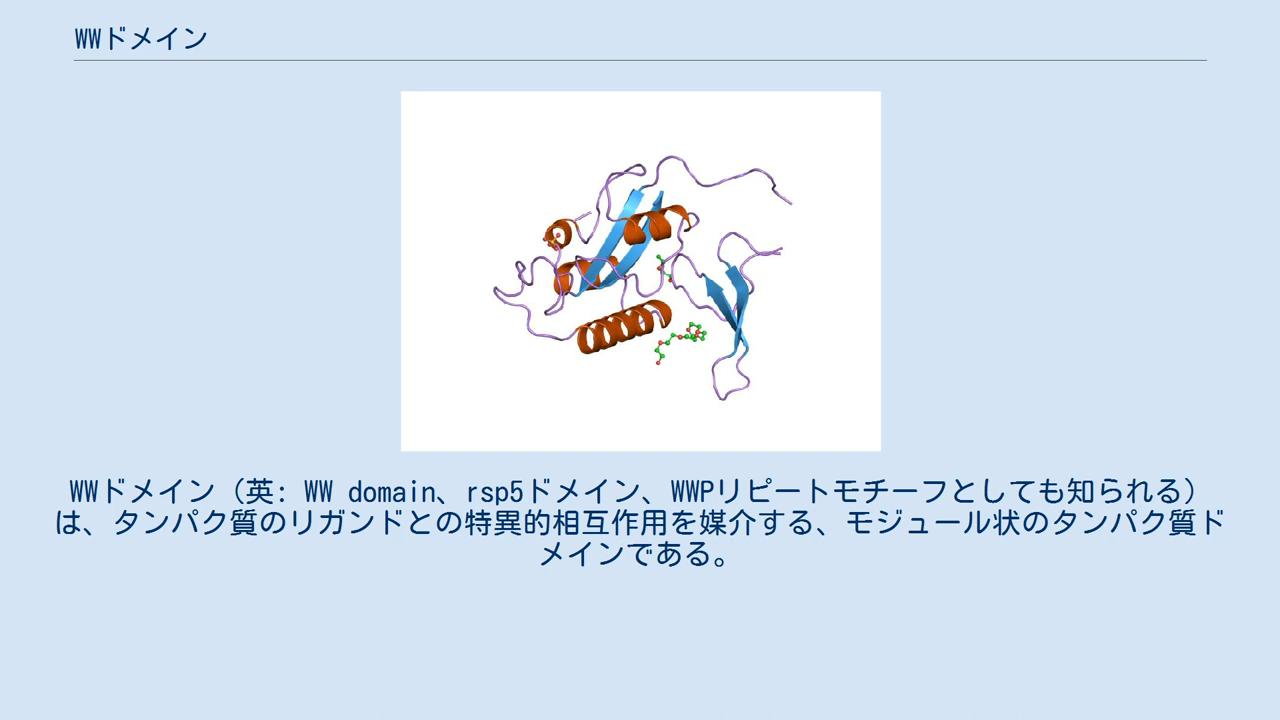 WWドメイン
WWドメイン（英: WW domain、rsp5ドメイン、WWPリピートモチーフとしても知られる）
は、タンパク質のリガンドとの特異的相互作用を媒介する、モジュール状のタンパク質ド
メインである。